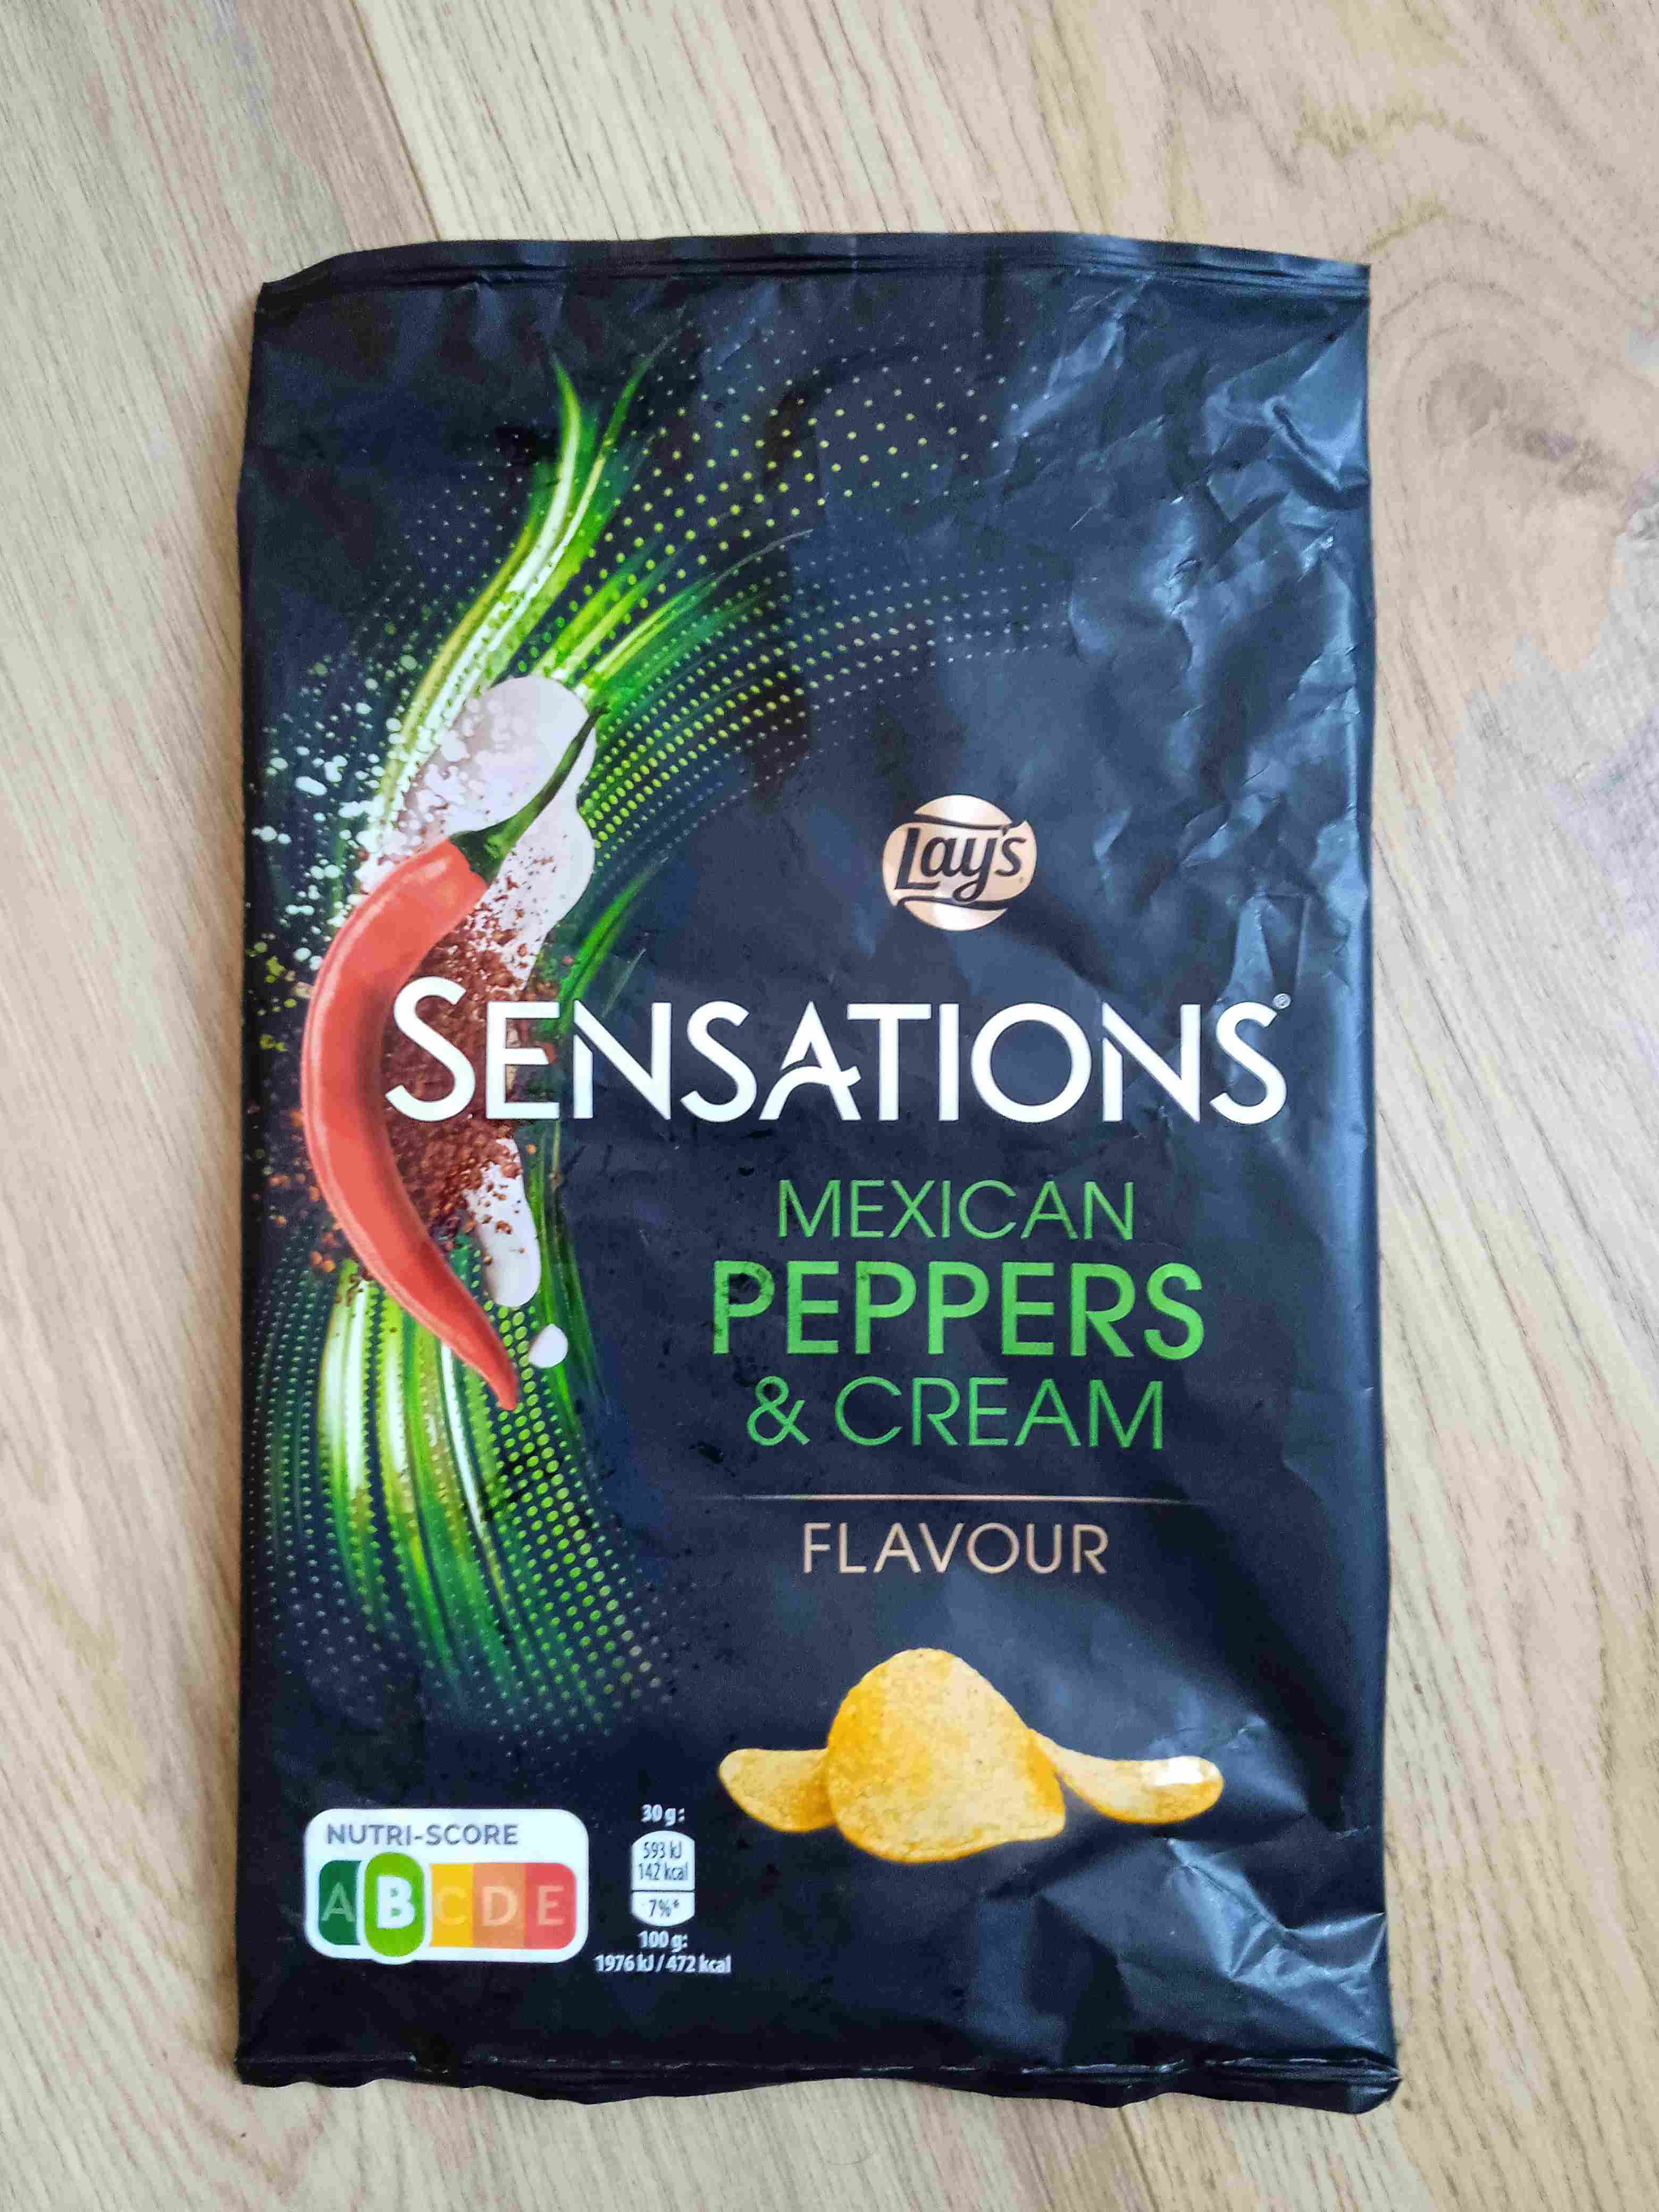 Lay's
SENSATIONS®
MEXICAN
PEPPERS
& CREAM
FLAVOUR
NUTRI-SCORE
A B C D E
30 g:
593 kJ
142 kcal
7%*
100 g:
1976 kJ / 472 kcal